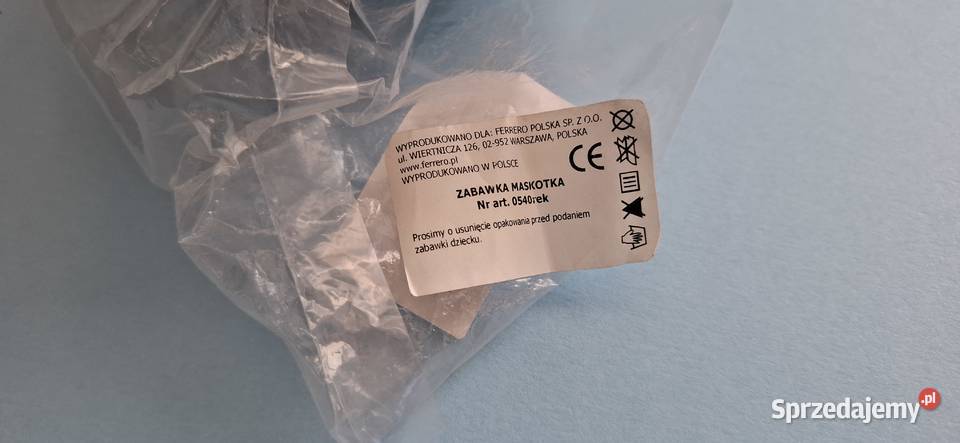 WYPRODUKOWANO DLA: FERRERO POLSKA SP. Z O.O.
ul. WIERTNICZA 126, 02-952 WARSZAWA, POLSKA
www.ferrero.pl
WYPRODUKOWANO W POLSCE
CE
ZABAWKA MASKOTKA
Nr art. 0540rek
Prosimy o usunięcie opakowania przed podaniem
zabawki dziecku.
Sprzedajemy.pl